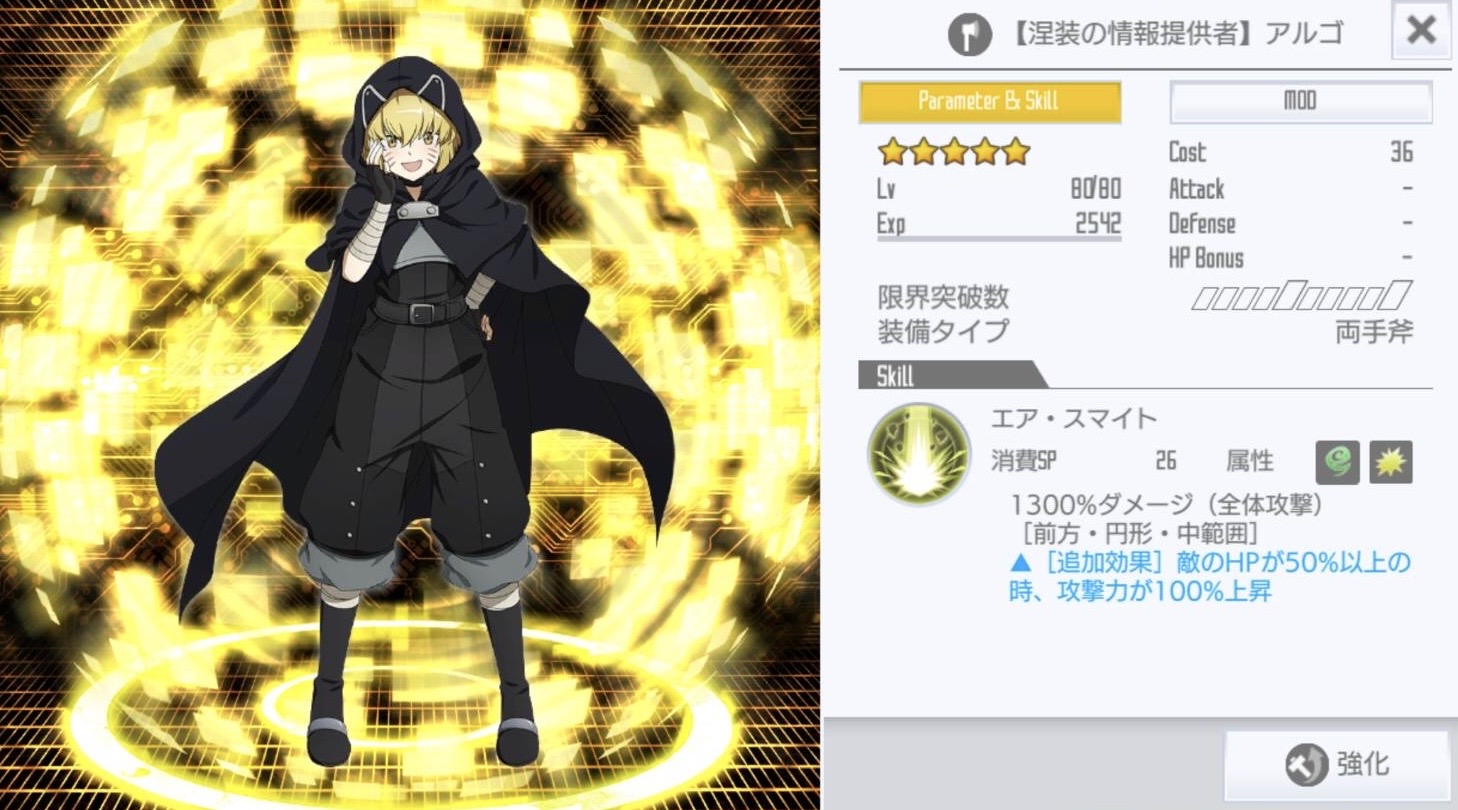 【涅装の情報提供者】アルゴ
Parameter & Skill
MOD
Lv 80/80
Exp 2542
Cost 36
Attack -
Defense -
HP Bonus -
限界突破数
装備タイプ 両手斧
Skill
エア・スマイト
消費SP 26 属性
1300%ダメージ（全体攻撃）
［前方・円形・中範囲］
▲［追加効果］敵のHPが50%以上の
時、攻撃力が100%上昇
強化